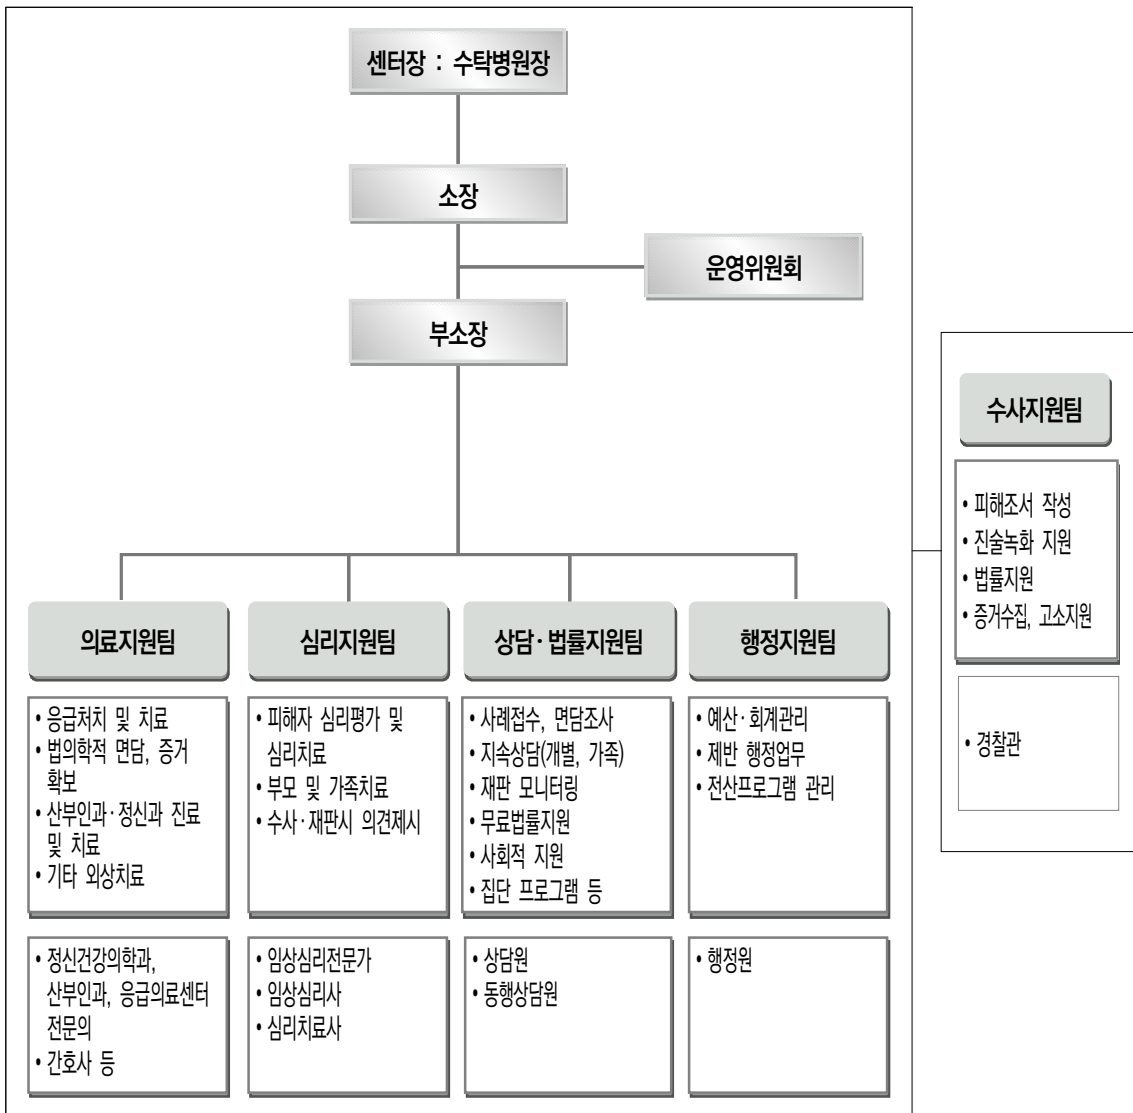 센터장 : 수탁병원장
소장
운영위원회
부소장
수사지원팀
• 피해조서 작성
• 진술녹화 지원
• 법률지원
• 증거수집, 고소지원
• 경찰관
의료지원팀
• 응급처치 및 치료
• 법의학적 면담, 증거
확보
• 산부인과·정신과 진료
및 치료
• 기타 외상치료
• 정신건강의학과,
산부인과, 응급의료센터
전문의
• 간호사 등
심리지원팀
• 피해자 심리평가 및
심리치료
• 부모 및 가족치료
• 수사·재판시 의견제시
• 임상심리전문가
• 임상심리사
• 심리치료사
상담·법률지원팀
• 사례접수, 면담조사
• 지속상담(개별, 가족)
• 재판 모니터링
• 무료법률지원
• 사회적 지원
• 집단 프로그램 등
• 상담원
• 동행상담원
행정지원팀
• 예산·회계관리
• 제반 행정업무
• 전산프로그램 관리
• 행정원